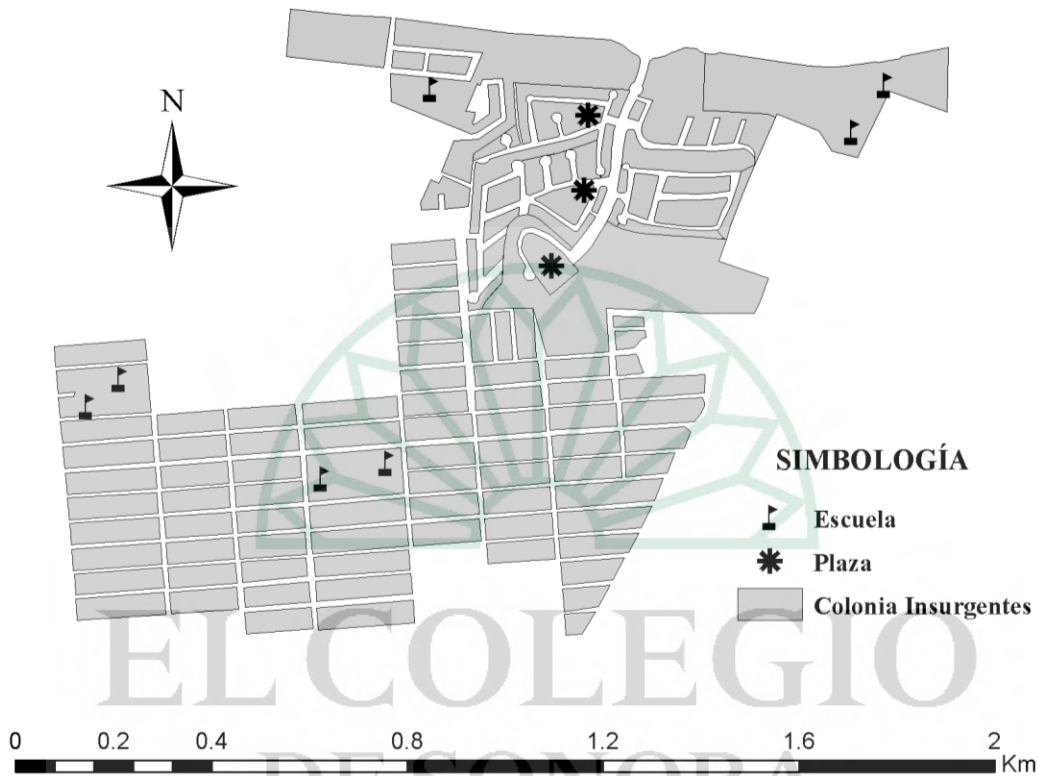 N
SIMBOLOGÍA
Escuela
Plaza
Colonia Insurgentes
EL COLEGIO
DE SONORA
0 0.2 0.4 0.8 1.2 1.6 2
Km